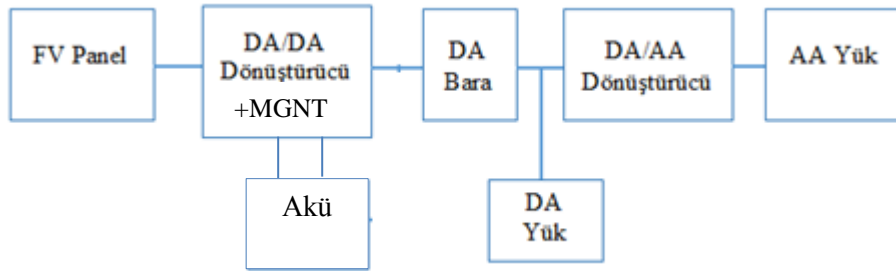 FV Panel
DA/DA
Dönüştürücü
+MGNT
DA
Bara
DA/AA
Dönüştürücü
AA Yük
Akü
DA
Yük